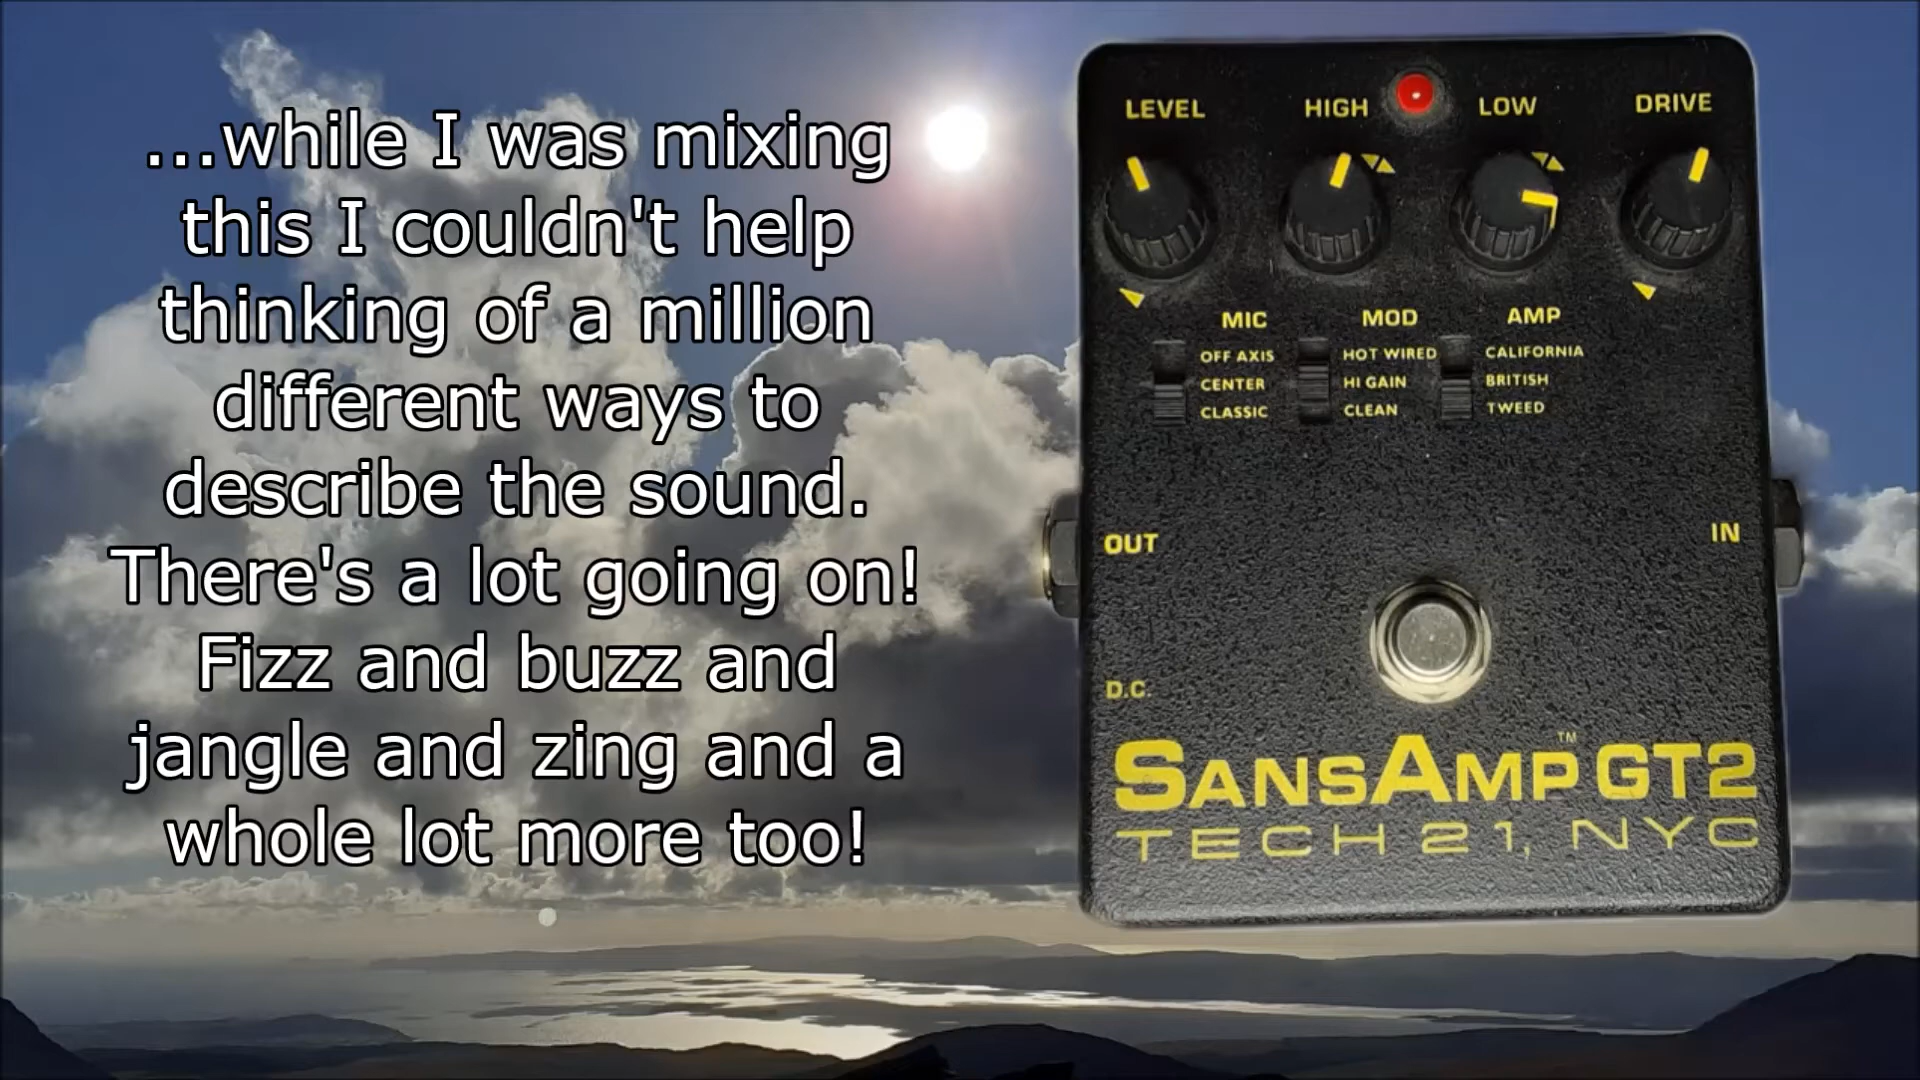 ...while I was mixing
this I couldn't help
thinking of a million
different ways to
describe the sound.
There's a lot going on!
Fizz and buzz and
jangle and zing and a
whole lot more too!
LEVEL HIGH LOW DRIVE
MIC MOD AMP
OFF AXIS HOT WIRED CALIFORNIA
CENTER HI GAIN BRITISH
CLASSIC CLEAN TWEED
OUT IN
D.C.
SANSAMP™ GT2
TECH 21, NYC